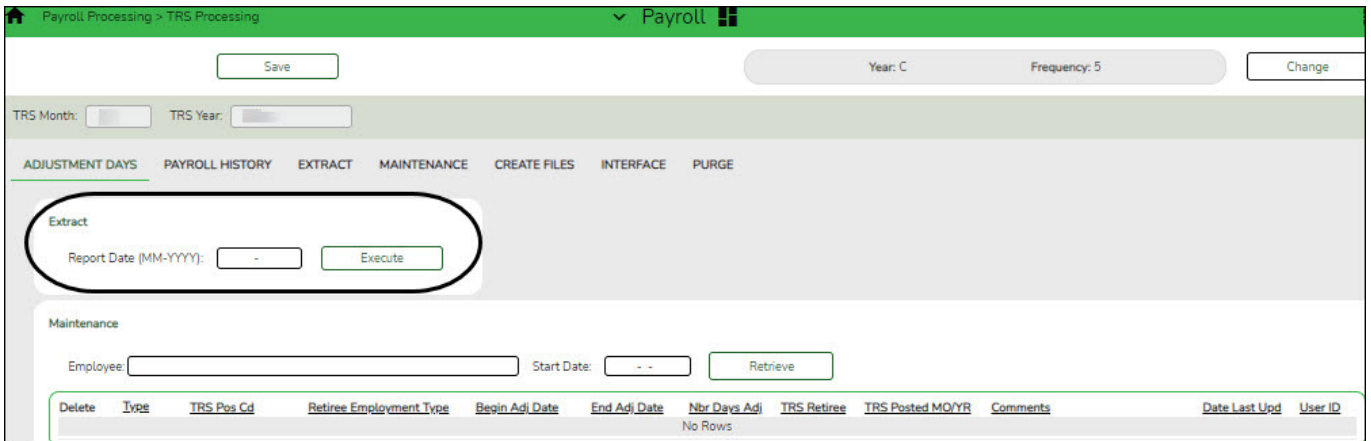 Payroll Processing > TRS Processing
Payroll
Save
Year: C
Frequency: 5
Change
TRS Month:
TRS Year:
ADJUSTMENT DAYS PAYROLL HISTORY EXTRACT MAINTENANCE CREATE FILES INTERFACE PURGE
Extract
Report Date (MM-YYYY): - Execute
Maintenance
Employee: Start Date: - - Retrieve
Delete Type TRS Pos Cd Retiree Employment Type Begin Adj Date End Adj Date Nbr Days Adj TRS Retiree TRS Posted MO/YR Comments Date Last Upd User ID
No Rows